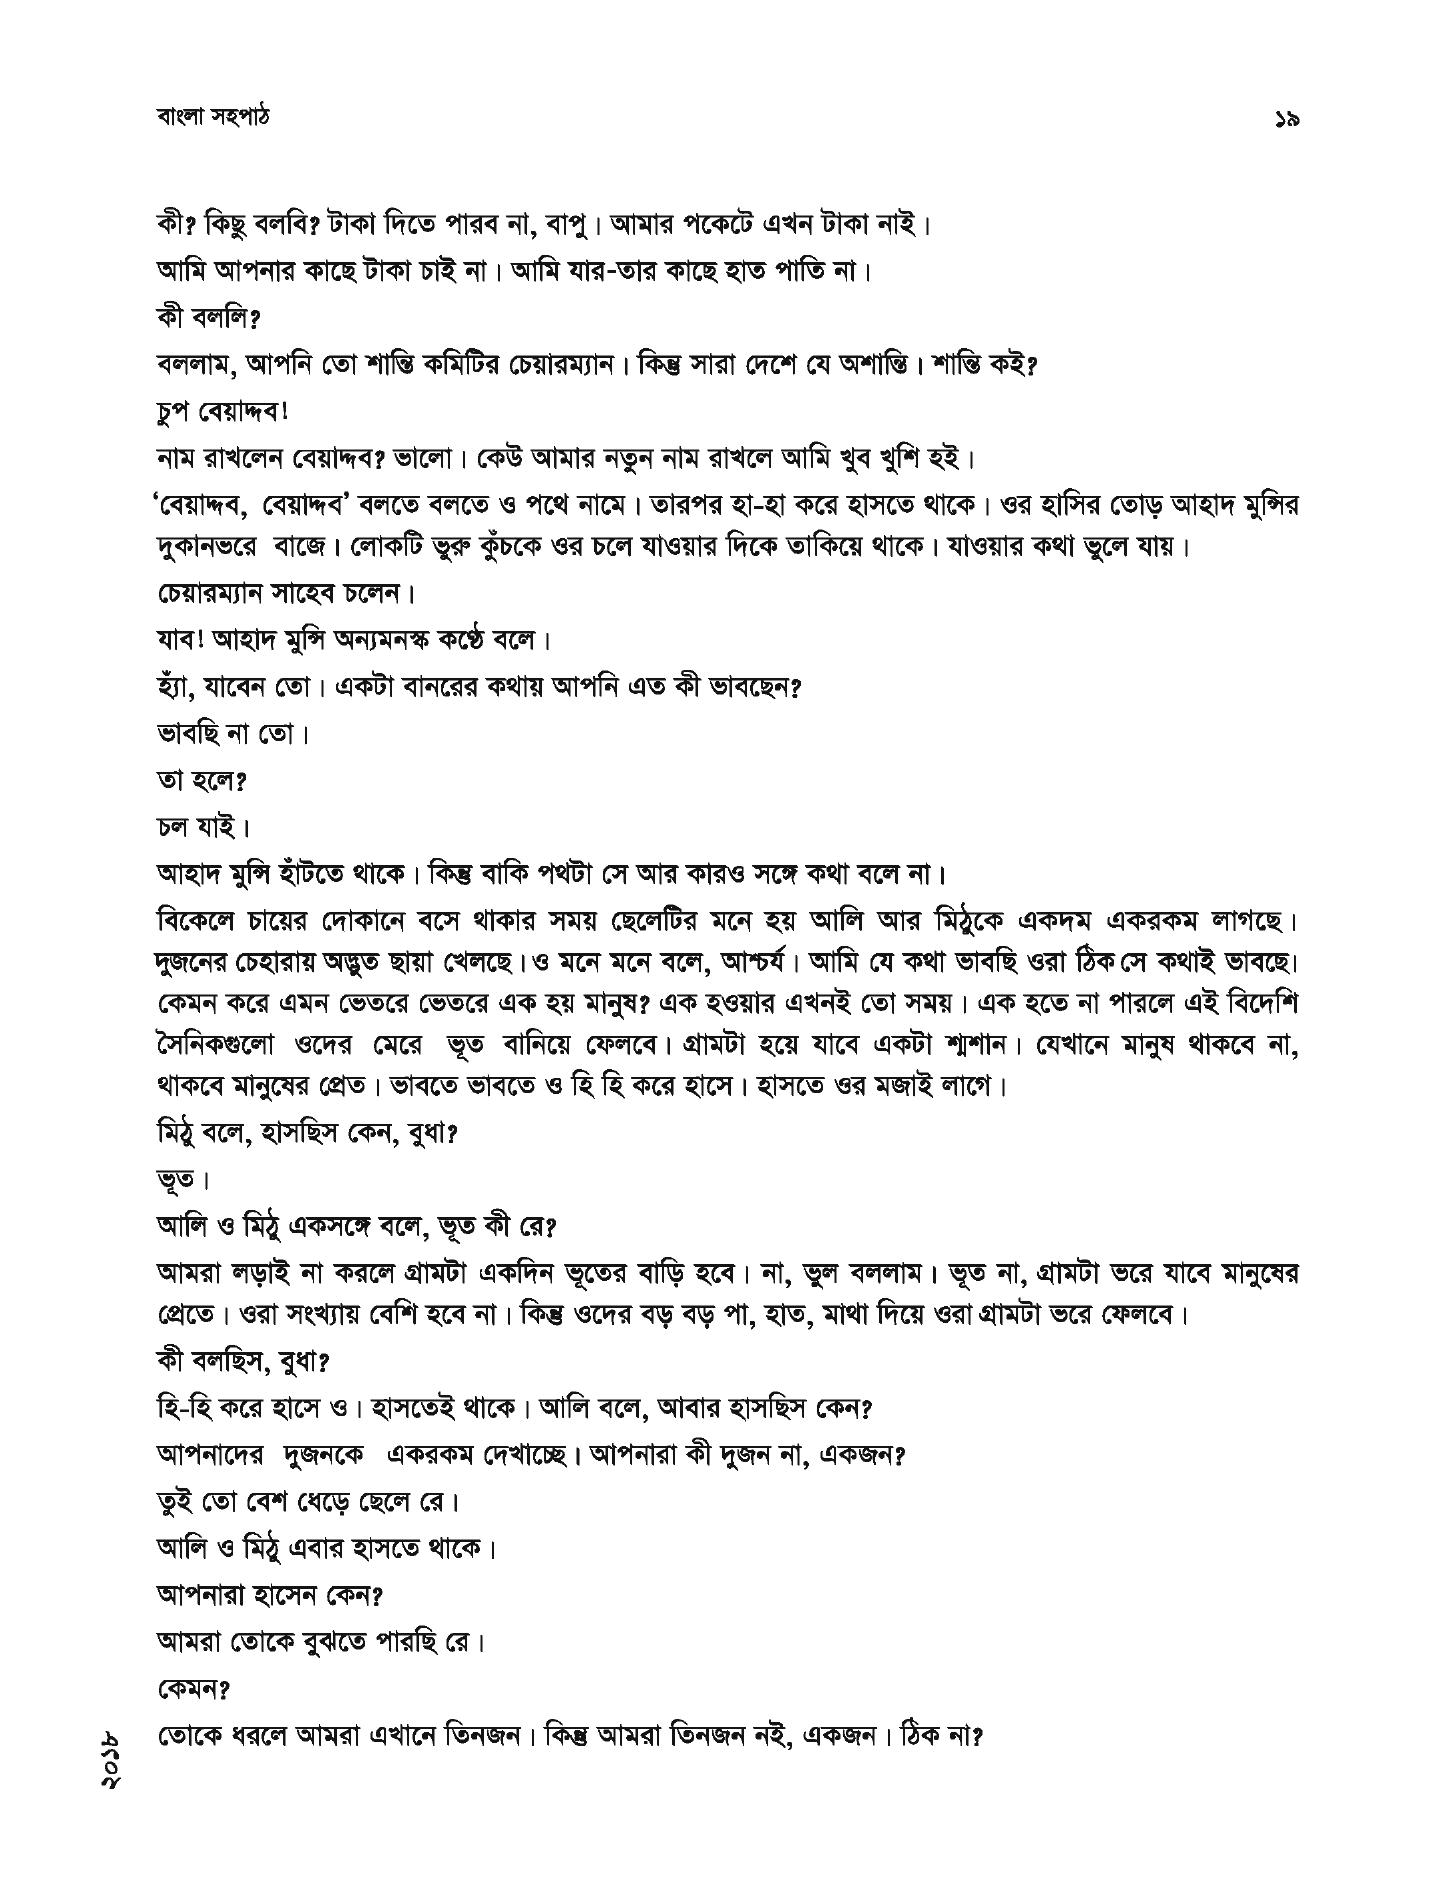 বাংলা সহপাঠ ১৯
কী? কিছু বলবি? টাকা দিতে পারব না, বাপু। আমার পকেটে এখন টাকা নাই।
আমি আপনার কাছে টাকা চাই না। আমি যার-তার কাছে হাত পাতি না।
কী বললি?
বললাম, আপনি তো শান্তি কমিটির চেয়ারম্যান। কিন্তু সারা দেশে যে অশান্তি। শান্তি কই?
চুপ বেয়াদ্দব!
নাম রাখলেন বেয়াদ্দব? ভালো। কেউ আমার নতুন নাম রাখলে আমি খুব খুশি হই।
‘বেয়াদ্দব, বেয়াদ্দব’ বলতে বলতে ও পথে নামে। তারপর হা-হা করে হাসতে থাকে। ওর হাসির তোড় আহাদ মুন্সির
দুকানভরে বাজে। লোকটি ভুরু কুঁচকে ওর চলে যাওয়ার দিকে তাকিয়ে থাকে। যাওয়ার কথা ভুলে যায়।
চেয়ারম্যান সাহেব চলেন।
যাব! আহাদ মুন্সি অন্যমনস্ক কণ্ঠে বলে।
হ্যাঁ, যাবেন তো। একটা বানরের কথায় আপনি এত কী ভাবছেন?
ভাবছি না তো।
তা হলে?
চল যাই।
আহাদ মুন্সি হাঁটতে থাকে। কিন্তু বাকি পথটা সে আর কারও সঙ্গে কথা বলে না।
বিকেলে চায়ের দোকানে বসে থাকার সময় ছেলেটির মনে হয় আলি আর মিঠুকে একদম একরকম লাগছে।
দুজনের চেহারায় অদ্ভুত ছায়া খেলছে। ও মনে মনে বলে, আশ্চর্য। আমি যে কথা ভাবছি ওরা ঠিক সে কথাই ভাবছে।
কেমন করে এমন ভেতরে ভেতরে এক হয় মানুষ? এক হওয়ার এখনই তো সময়। এক হতে না পারলে এই বিদেশি
সৈনিকগুলো ওদের মেরে ভূত বানিয়ে ফেলবে। গ্রামটা হয়ে যাবে একটা শ্মশান। যেখানে মানুষ থাকবে না,
থাকবে মানুষের প্রেত। ভাবতে ভাবতে ও হি হি করে হাসে। হাসতে ওর মজাই লাগে।
মিঠু বলে, হাসছিস কেন, বুধা?
ভূত।
আলি ও মিঠু একসঙ্গে বলে, ভূত কী রে?
আমরা লড়াই না করলে গ্রামটা একদিন ভূতের বাড়ি হবে। না, ভুল বললাম। ভূত না, গ্রামটা ভরে যাবে মানুষের
প্রেতে। ওরা সংখ্যায় বেশি হবে না। কিন্তু ওদের বড় বড় পা, হাত, মাথা দিয়ে ওরা গ্রামটা ভরে ফেলবে।
কী বলছিস, বুধা?
হি-হি করে হাসে ও। হাসতেই থাকে। আলি বলে, আবার হাসছিস কেন?
আপনাদের দুজনকে একরকম দেখাচ্ছে। আপনারা কী দুজন না, একজন?
তুই তো বেশ ধেড়ে ছেলে রে।
আলি ও মিঠু এবার হাসতে থাকে।
আপনারা হাসেন কেন?
আমরা তোকে বুঝতে পারছি রে।
কেমন?
তোকে ধরলে আমরা এখানে তিনজন। কিন্তু আমরা তিনজন নই, একজন। ঠিক না?
২০১৮